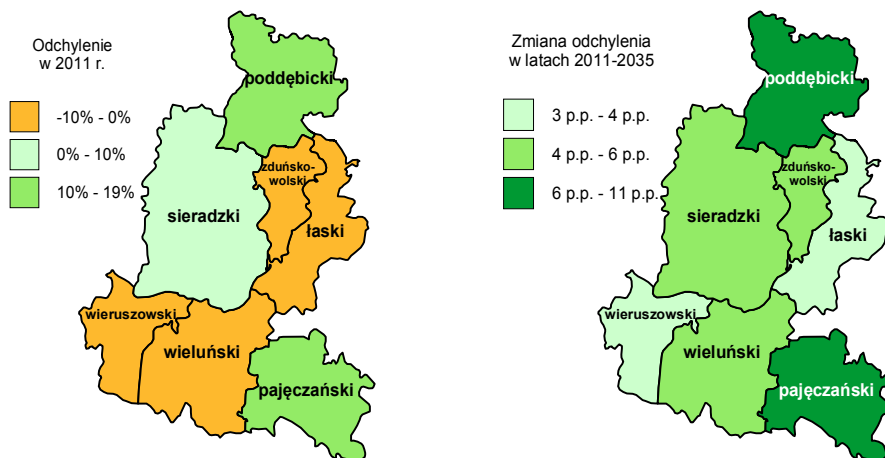 Odchylenie
w 2011 r.
-10% - 0%
0% - 10%
10% - 19%
poddębicki
zduńsko-
wolski
sieradzki
łaski
wieruszowski
wieluński
pajęczański
Zmiana odchylenia
w latach 2011-2035
3 p.p. - 4 p.p.
4 p.p. - 6 p.p.
6 p.p. - 11 p.p.
poddębicki
zduńsko-
wolski
sieradzki
łaski
wieruszowski
wieluński
pajęczański